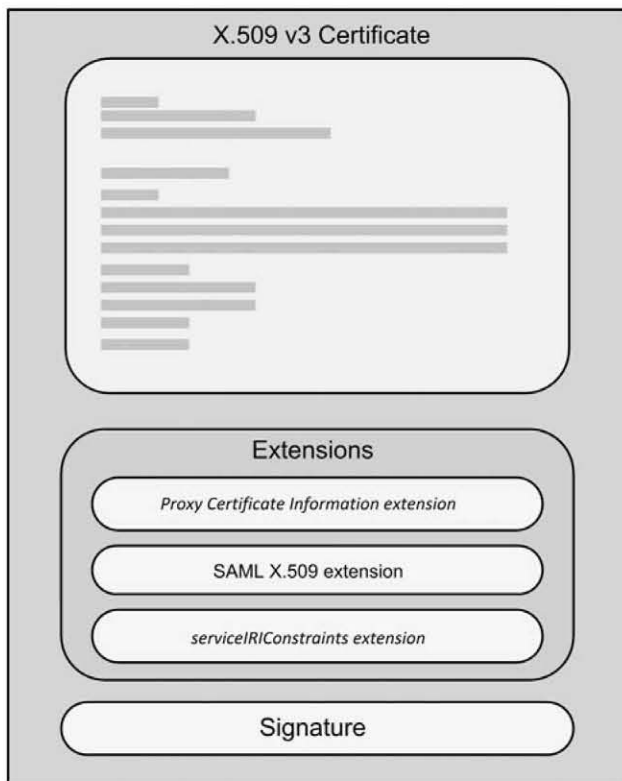 X.509 v3 Certificate
Extensions
Proxy Certificate Information extension
SAML X.509 extension
serviceIRIConstraints extension
Signature